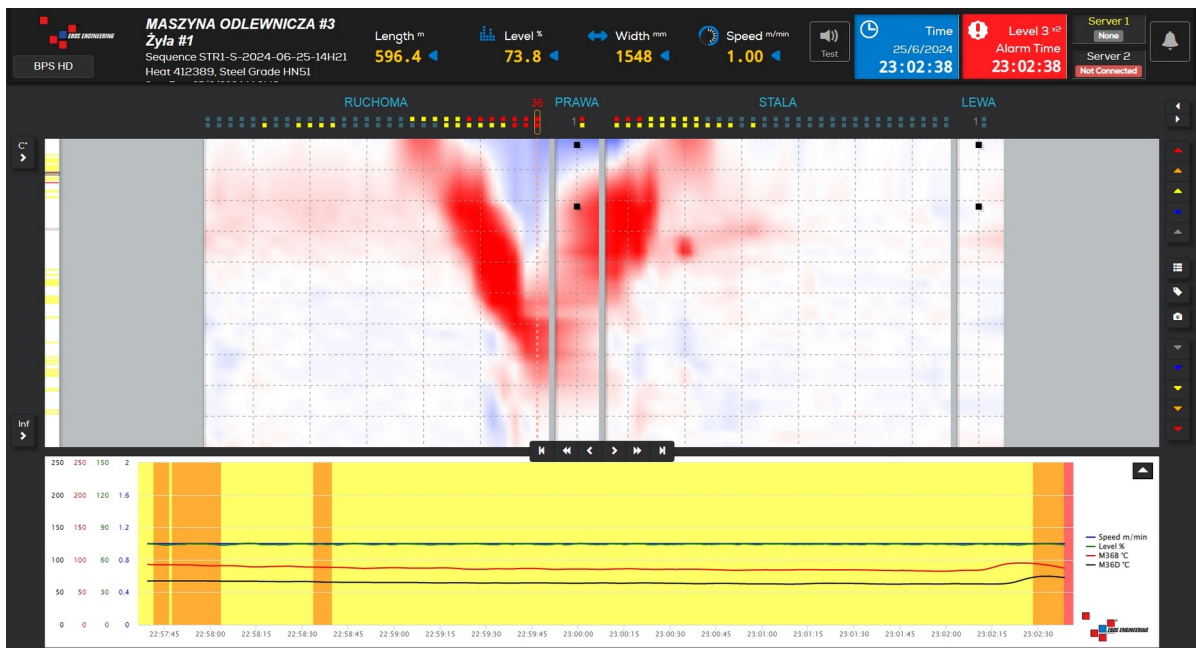 EBDS ENGINEERING
BPS HD
MASZYNA ODLEWNICZA #3
Żyła #1
Sequence STR1-S-2024-06-25-14H21
Heat 412389, Steel Grade HN51
Length m
596.4
Level %
73.8
Width mm
1548
Speed m/min
1.00
Test
Time
25/6/2024
23:02:38
Level 3 x2
Alarm Time
23:02:38
Server 1
None
Server 2
Not Connected
RUCHOMA 36 PRAWA STALA LEWA
1 1
C°
Inf
250 250 150 2
200 200 120 1.6
150 150 90 1.2
100 100 60 0.8
50 50 30 0.4
0 0 0 0
22:57:45 22:58:00 22:58:15 22:58:30 22:58:45 22:59:00 22:59:15 22:59:30 22:59:45 23:00:00 23:00:15 23:00:30 23:00:45 23:01:00 23:01:15 23:01:30 23:01:45 23:02:00 23:02:15 23:02:30
Speed m/min
Level %
M36B °C
M36D °C
EBDS ENGINEERING